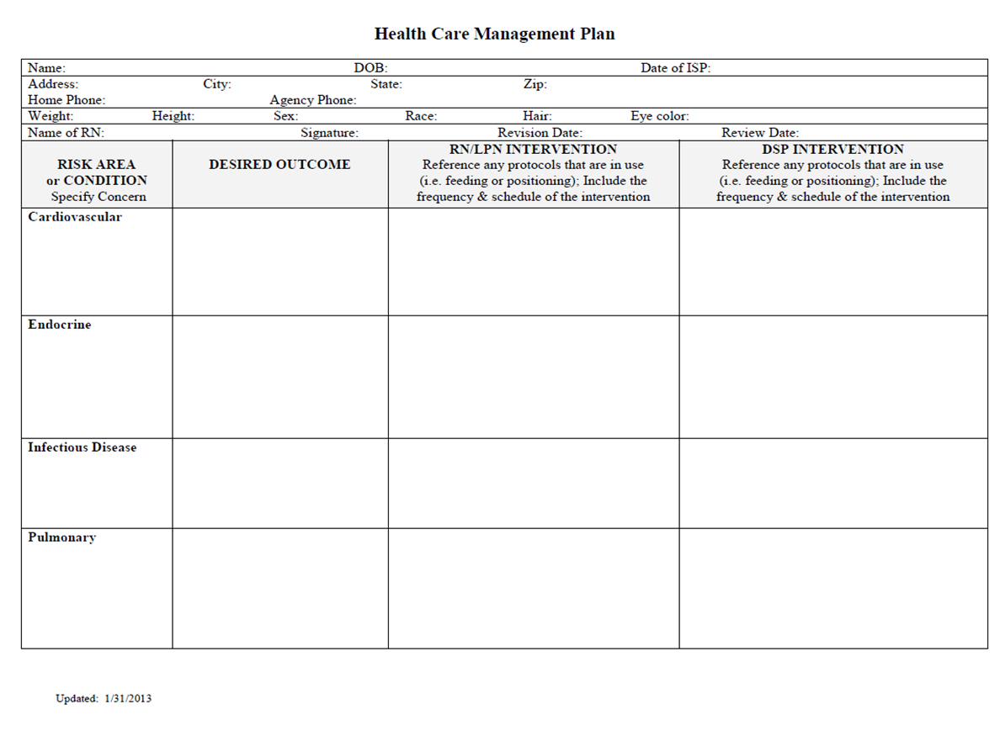 Health Care Management Plan
Name: DOB: Date of ISP:
Address: City: State: Zip:
Home Phone: Agency Phone:
Weight: Height: Sex: Race: Hair: Eye color:
Name of RN: Signature: Revision Date: Review Date:
RISK AREA
or CONDITION
Specify Concern
DESIRED OUTCOME
RN/LPN INTERVENTION
Reference any protocols that are in use
(i.e. feeding or positioning); Include the
frequency & schedule of the intervention
DSP INTERVENTION
Reference any protocols that are in use
(i.e. feeding or positioning); Include the
frequency & schedule of the intervention
Cardiovascular
Endocrine
Infectious Disease
Pulmonary
Updated: 1/31/2013